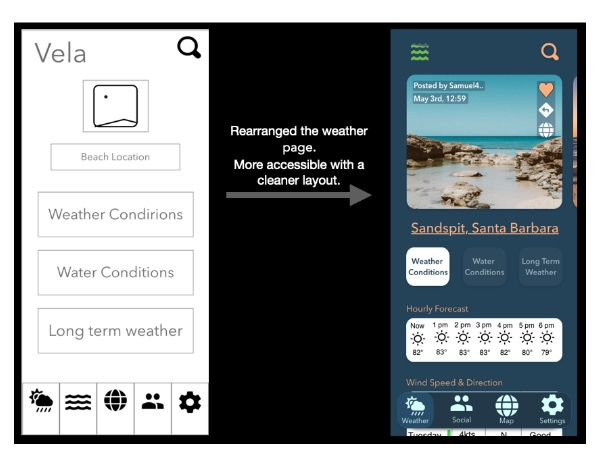 Vela
Beach Location
Weather Condirions
Water Conditions
Long term weather
Rearranged the weather
page.
More accessible with a
cleaner layout.
Posted by Samuel4..
May 3rd, 12:59
Sandspit, Santa Barbara
Weather
Conditions
Water
Conditions
Long Term
Weather
Hourly Forecast
Now 1 pm 2 pm 3 pm 4 pm 5 pm 6 pm
82° 83° 83° 83° 82° 80° 79°
Wind Speed & Direction
Weather Social Map Settings
Tuesday 4kts N Good